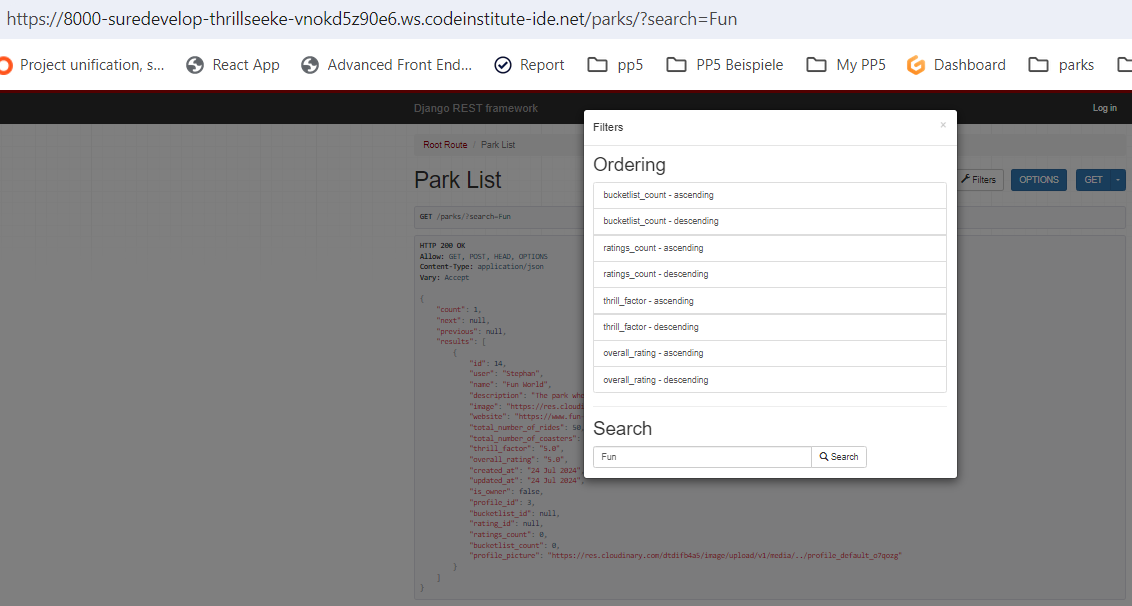 https://8000-suredevelop-thrillseeke-vnokd5z90e6.ws.codeinstitute-ide.net/parks/?search=Fun
Project unification, s... React App Advanced Front End... Report pp5 PP5 Beispiele My PP5 Dashboard parks
Django REST framework Log in
Root Route / Park List
Park List
Filters OPTIONS GET
GET /parks/?search=Fun
HTTP 200 OK
Allow: GET, POST, HEAD, OPTIONS
Content-Type: application/json
Vary: Accept
{
"count": 1,
"next": null,
"previous": null,
"results": [
{
"id": 14,
"user": "Stephan",
"name": "Fun World",
"description": "The park
"image": "https://res.cloudi
"website": "https://www.fun-
"total_number_of_rides": 50,
"total_number_of_coasters":
"thrill_factor": "5.0",
"overall_rating": "5.0",
"created_at": "24 Jul 2024",
"updated_at": "24 Jul 2024",
"is_owner": false,
"profile_id": 3,
"bucketlist_id": null,
"rating_id": null,
"ratings_count": 0,
"bucketlist_count": 0,
"profile_picture": "https://res.cloudinary.com/dtdifb4a5/image/upload/v1/media/../profile_default_o7qozg"
}
]
}
Filters ×
Ordering
bucketlist_count - ascending
bucketlist_count - descending
ratings_count - ascending
ratings_count - descending
thrill_factor - ascending
thrill_factor - descending
overall_rating - ascending
overall_rating - descending
Search
Fun Search